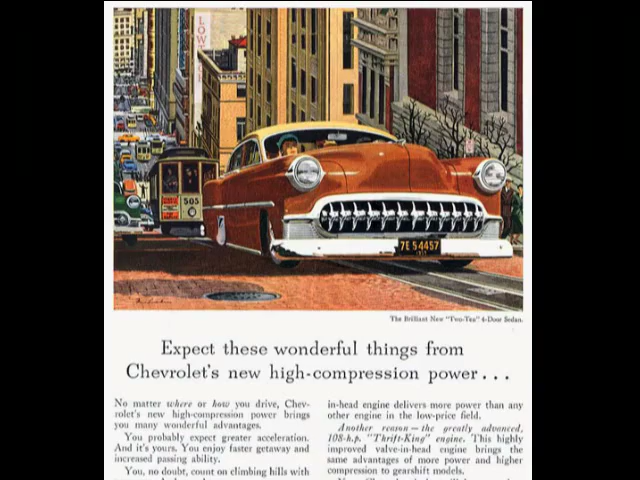 LOW
505
7E 54457
The Brilliant New "Two-Ten" 4-Door Sedan.
Expect these wonderful things from
Chevrolet's new high-compression power...
No matter where or how you drive, Chev-
rolet's new high-compression power brings
you many wonderful advantages.
You probably expect greater acceleration.
And it's yours. You enjoy faster getaway and
increased passing ability.
You, no doubt, count on climbing hills with
in-head engine delivers more power than any
other engine in the low-price field.
Another reason—the greatly advanced,
108-h.p. "Thrift-King" engine. This highly
improved valve-in-head engine brings the
same advantages of more power and higher
compression to gearshift models.